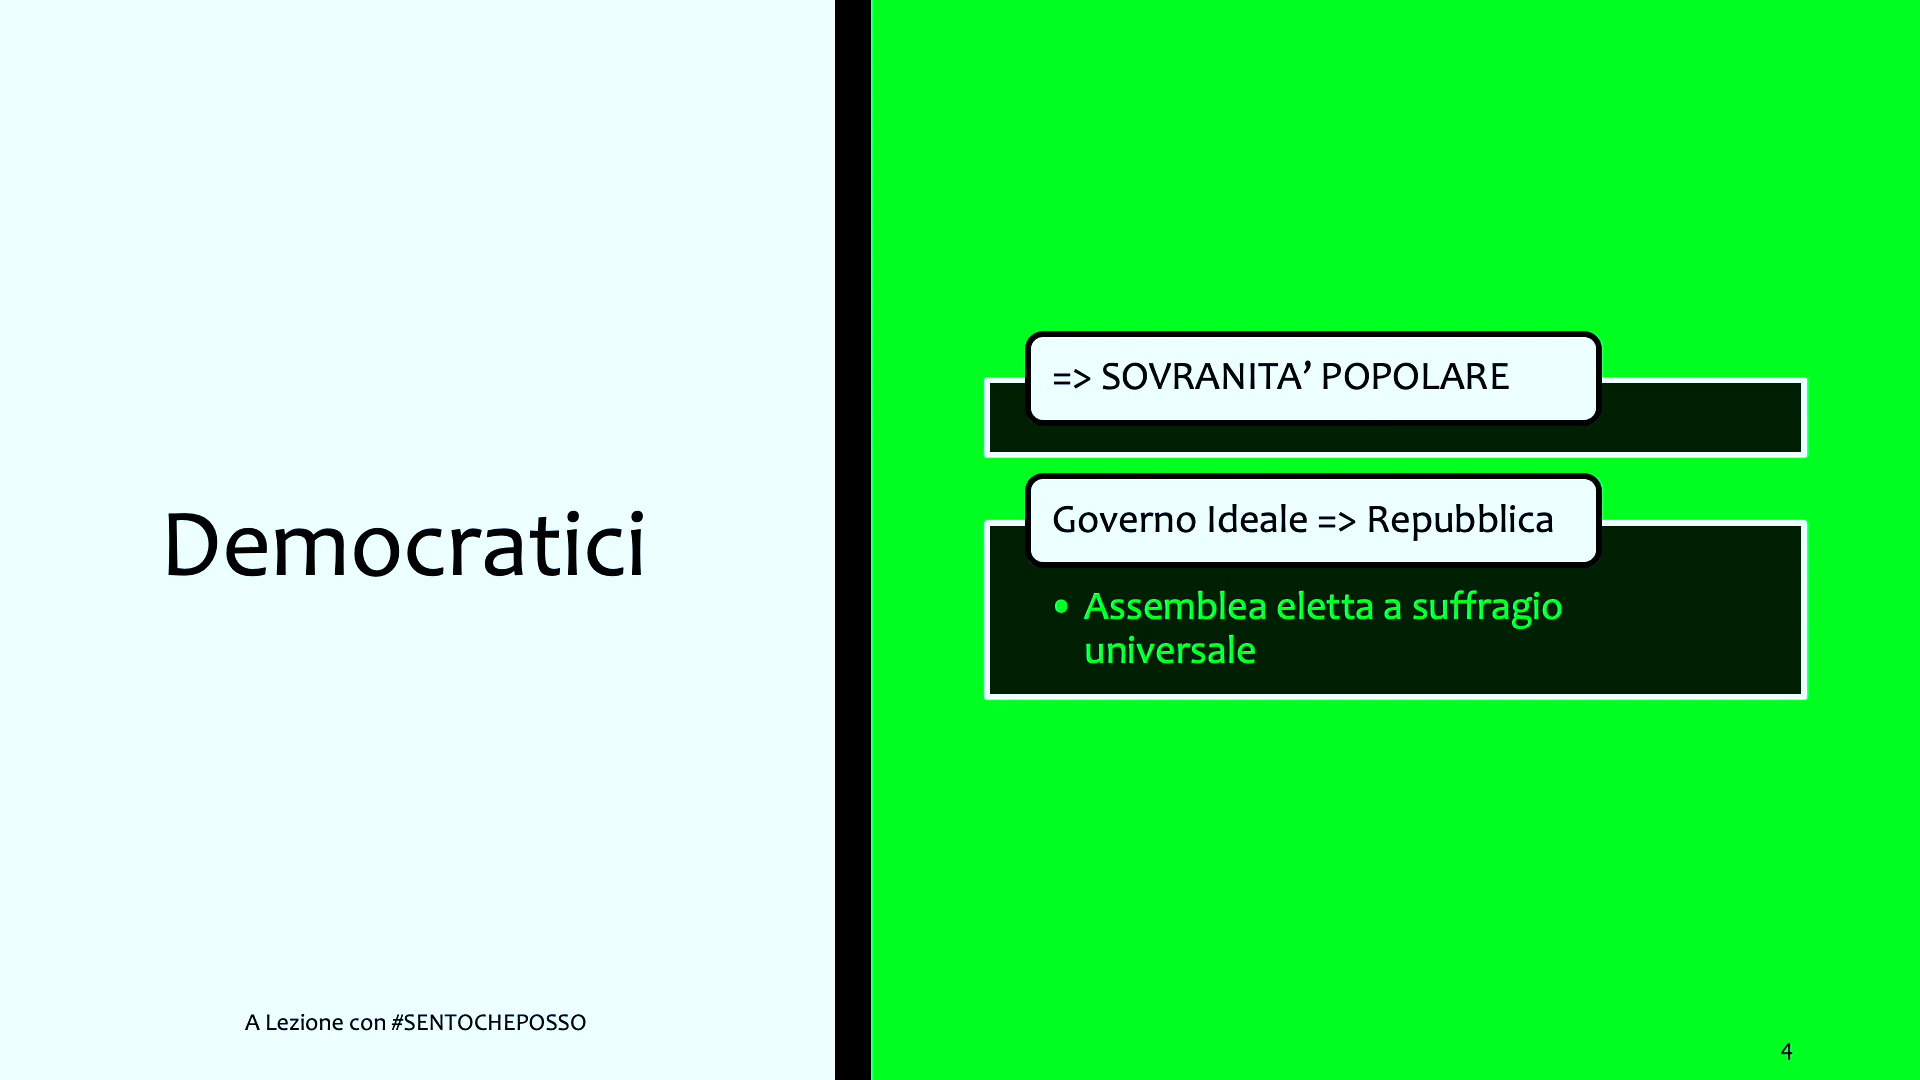 Democratici
=> SOVRANITA’ POPOLARE
Governo Ideale => Repubblica
• Assemblea eletta a suffragio
universale
A Lezione con #SENTOCHEPOSSO
4